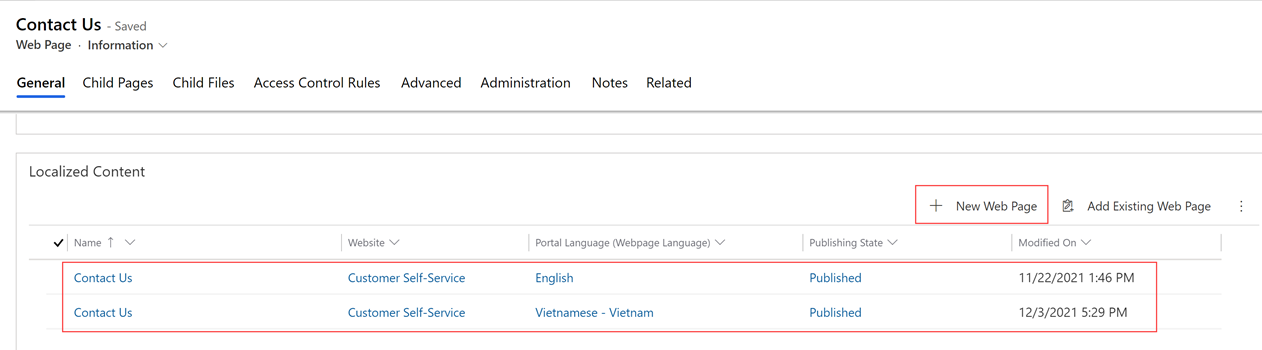 Contact Us - Saved
Web Page · Information
General Child Pages Child Files Access Control Rules Advanced Administration Notes Related
Localized Content
New Web Page Add Existing Web Page
Name Website Portal Language (Webpage Language) Publishing State Modified On
Contact Us Customer Self-Service English Published 11/22/2021 1:46 PM
Contact Us Customer Self-Service Vietnamese - Vietnam Published 12/3/2021 5:29 PM